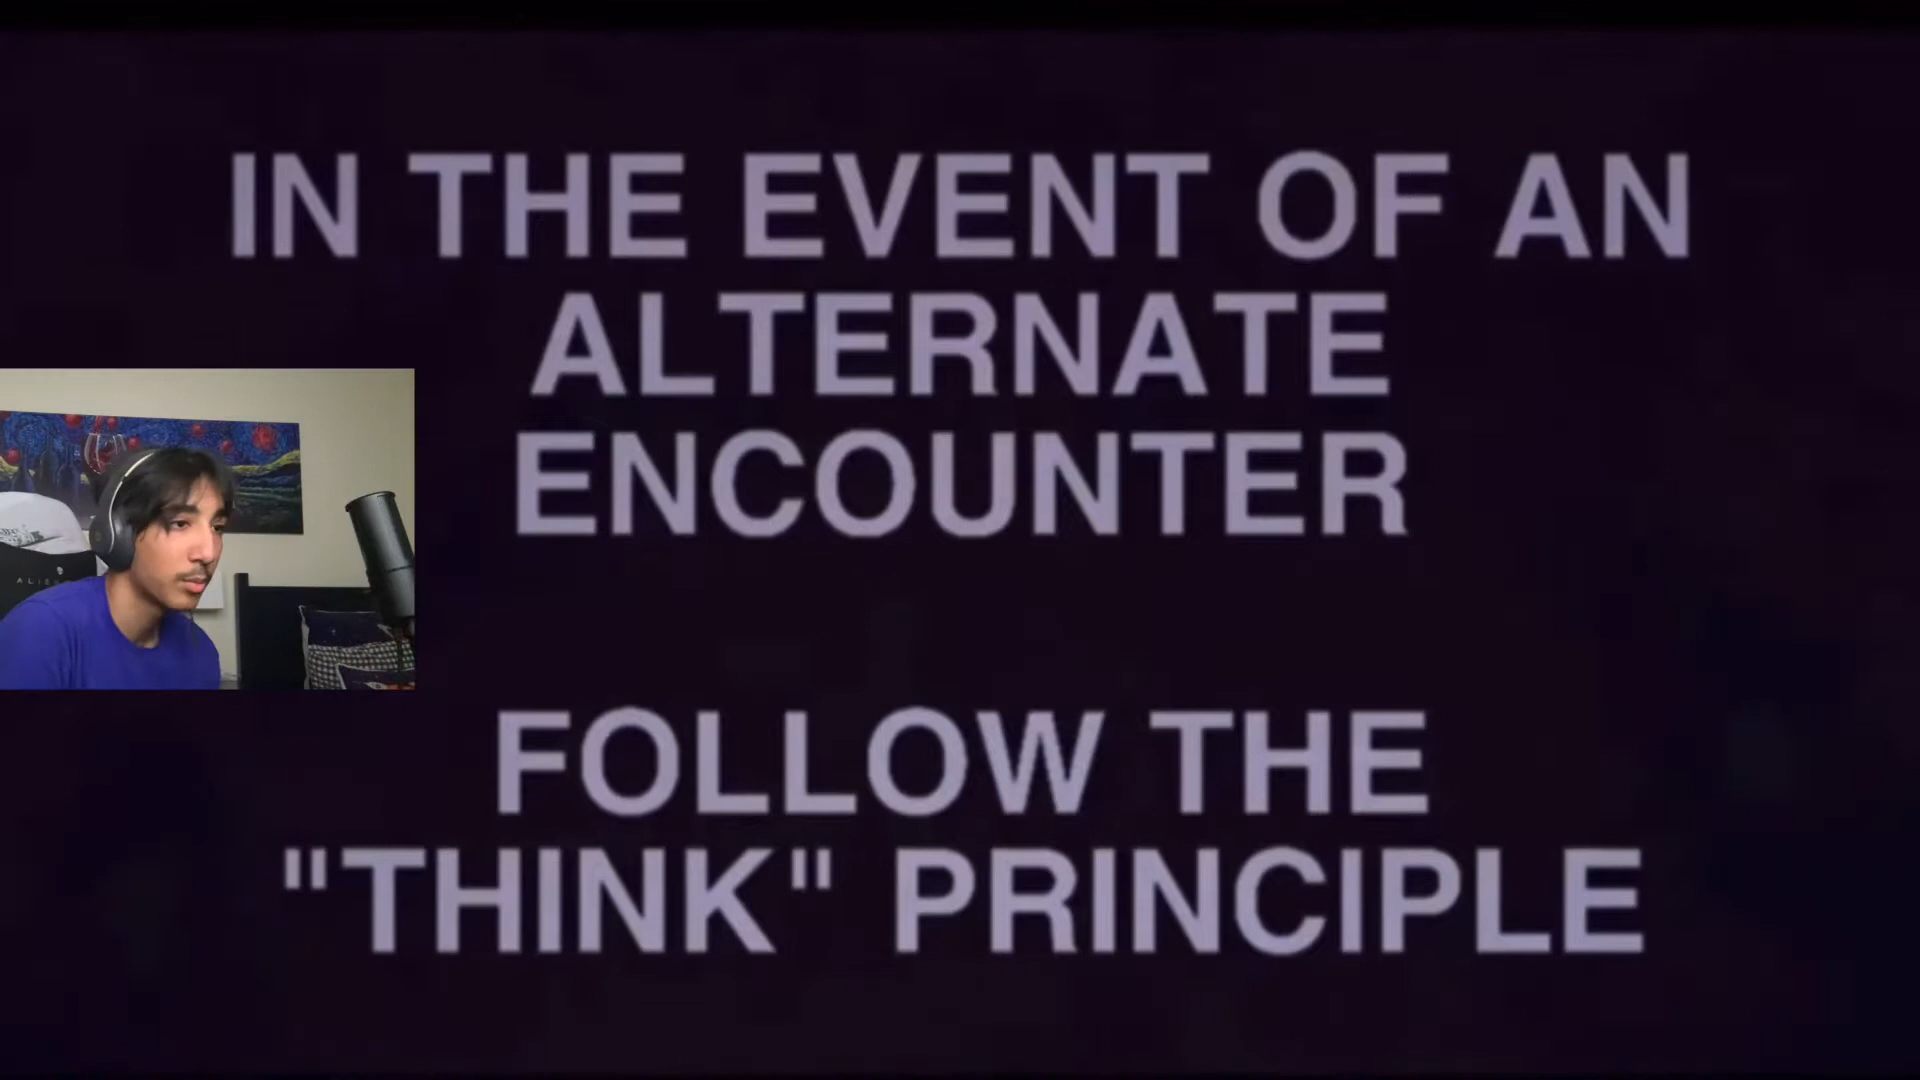 IN THE EVENT OF AN
ALTERNATE
ENCOUNTER
FOLLOW THE
"THINK" PRINCIPLE